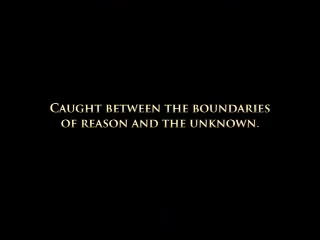 Caught between the boundaries
of reason and the unknown.